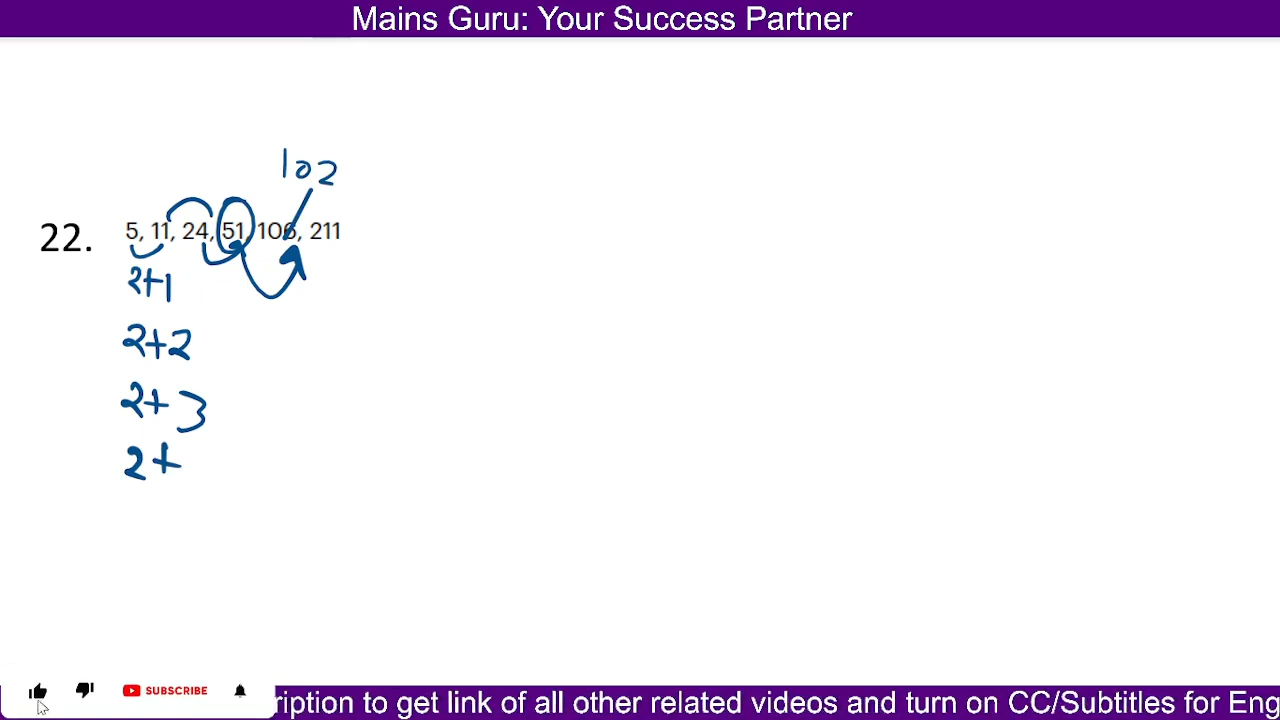 Mains Guru: Your Success Partner
102
22. 5, 11, 24, 51, 106, 211
2+1
2+2
2+3
2+
SUBSCRIBE
ription to get link of all other related videos and turn on CC/Subtitles for Eng